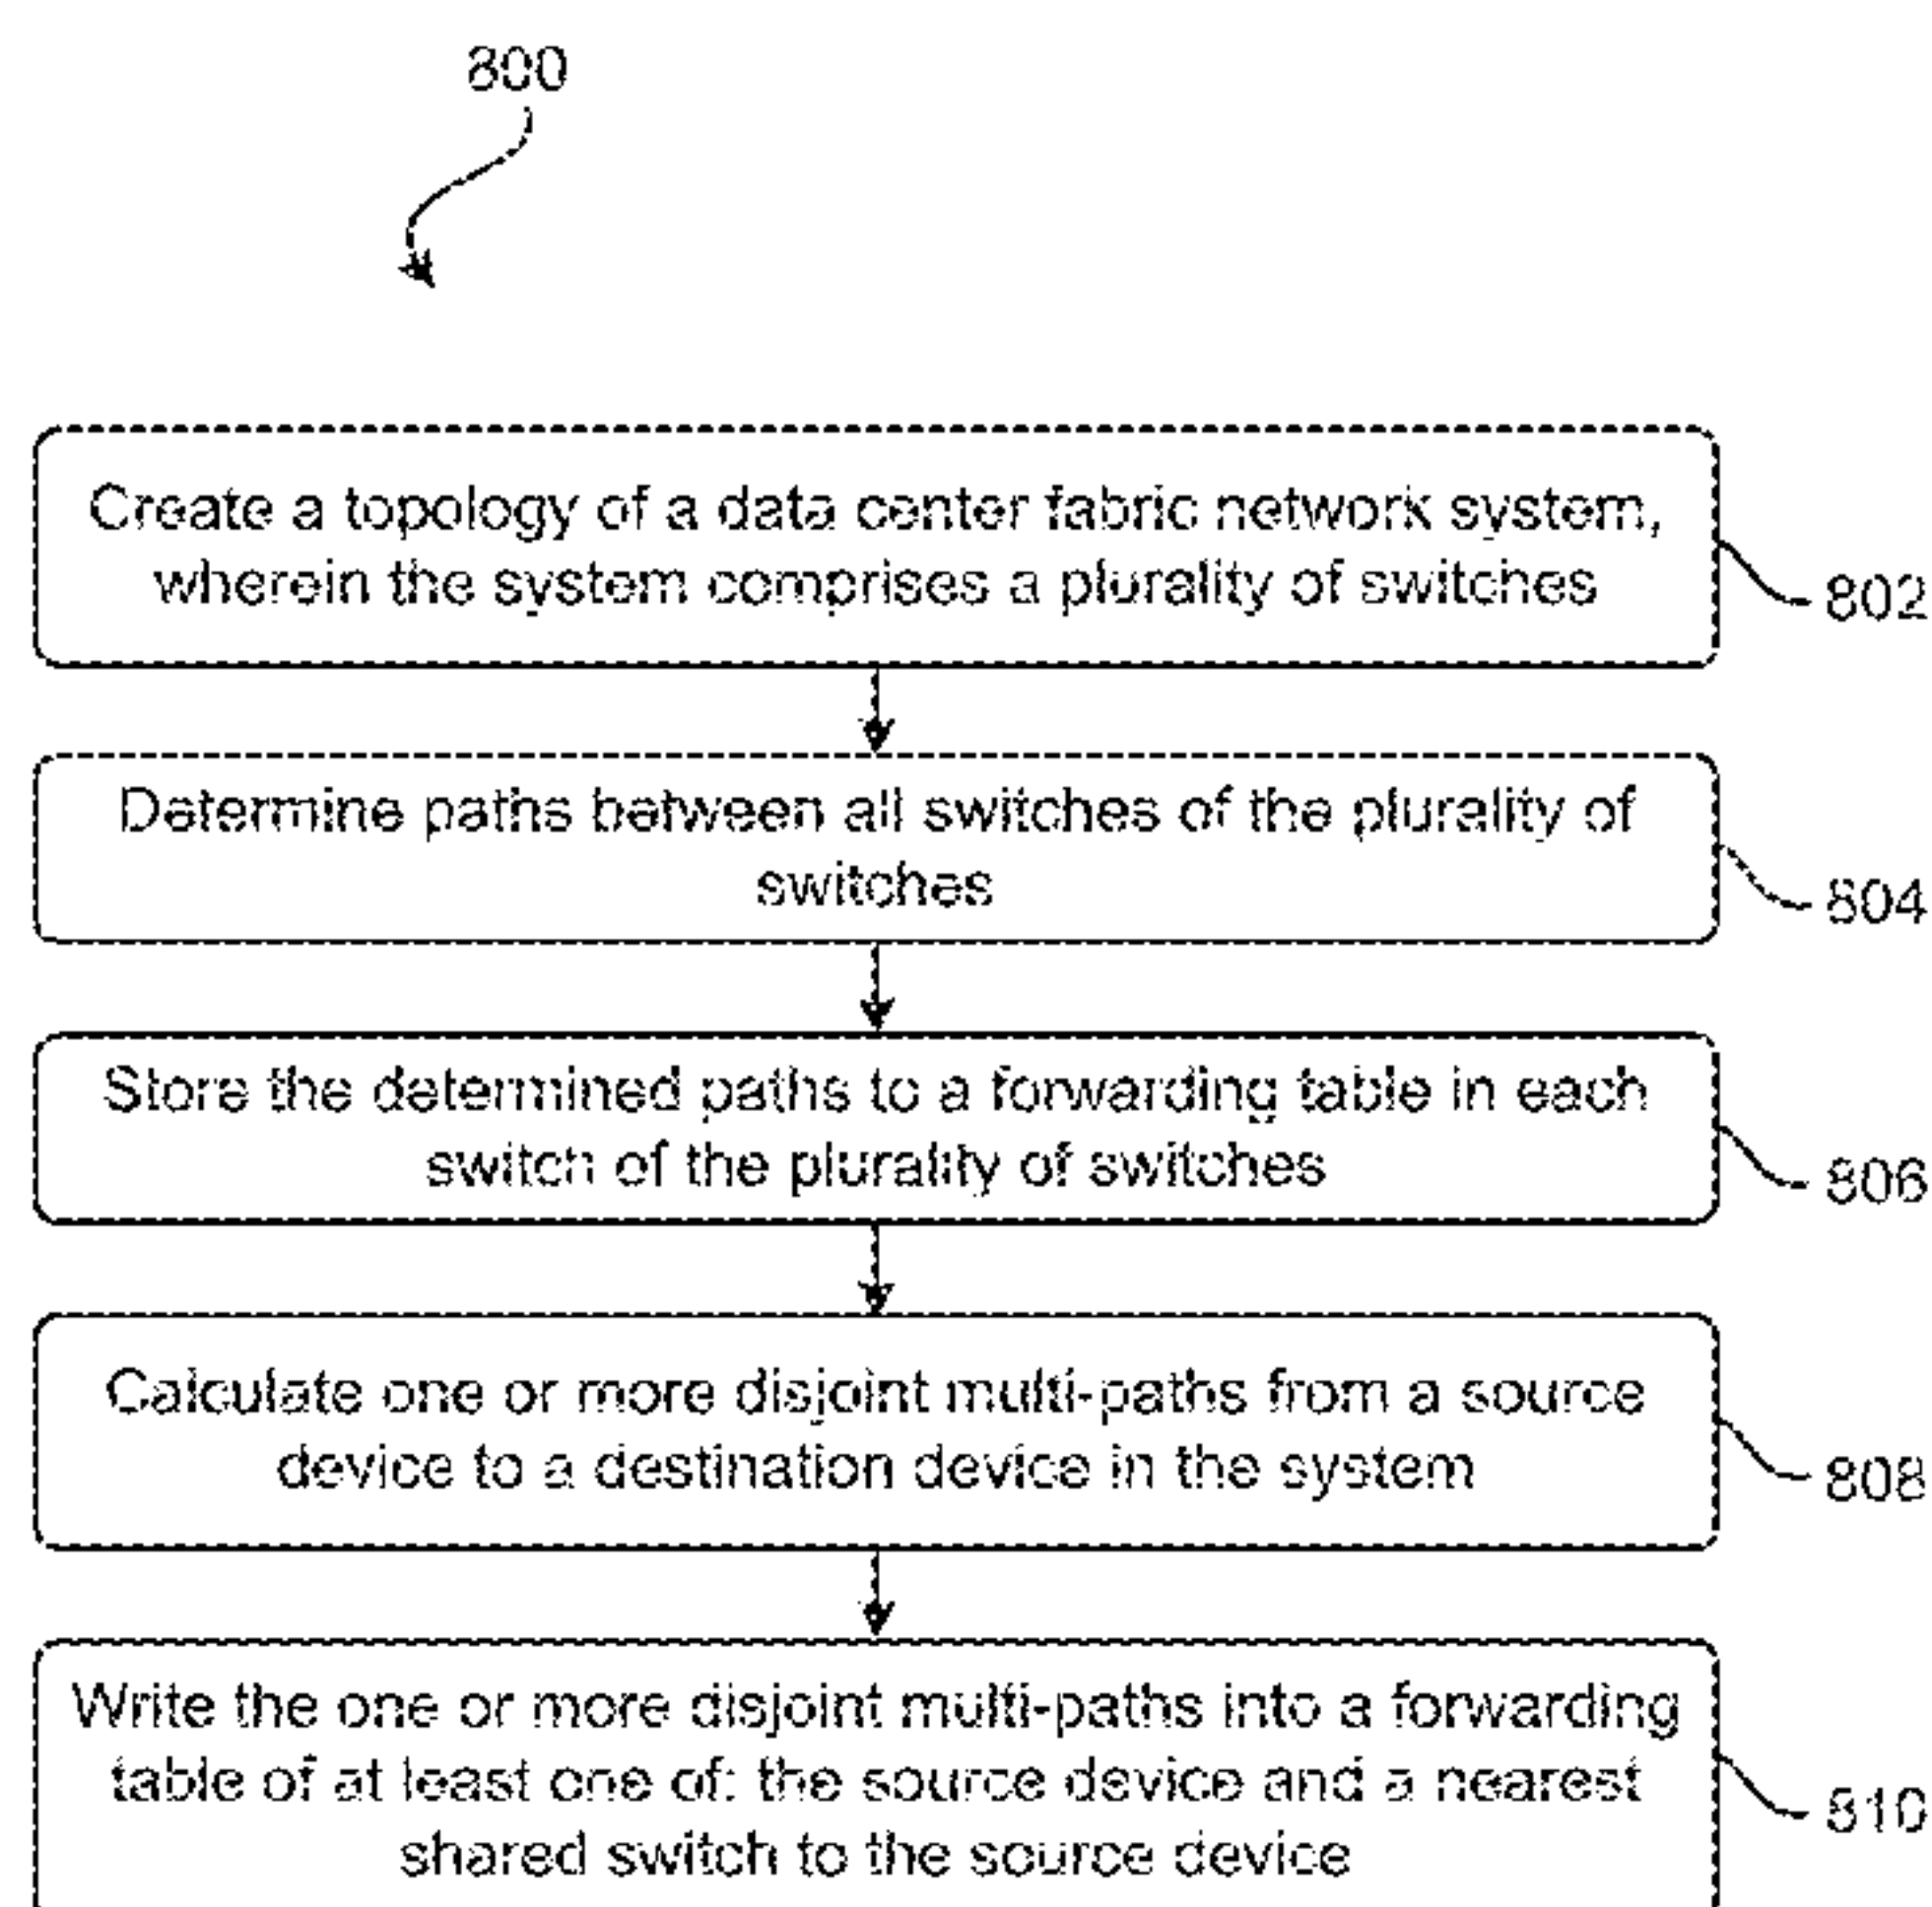 800
Create a topology of a data center fabric network system,
wherein the system comprises a plurality of switches
802
Determine paths between all switches of the plurality of
switches
804
Store the determined paths to a forwarding table in each
switch of the plurality of switches
806
Calculate one or more disjoint multi-paths from a source
device to a destination device in the system
808
Write the one or more disjoint multi-paths into a forwarding
table of at least one of: the source device and a nearest
shared switch to the source device
810